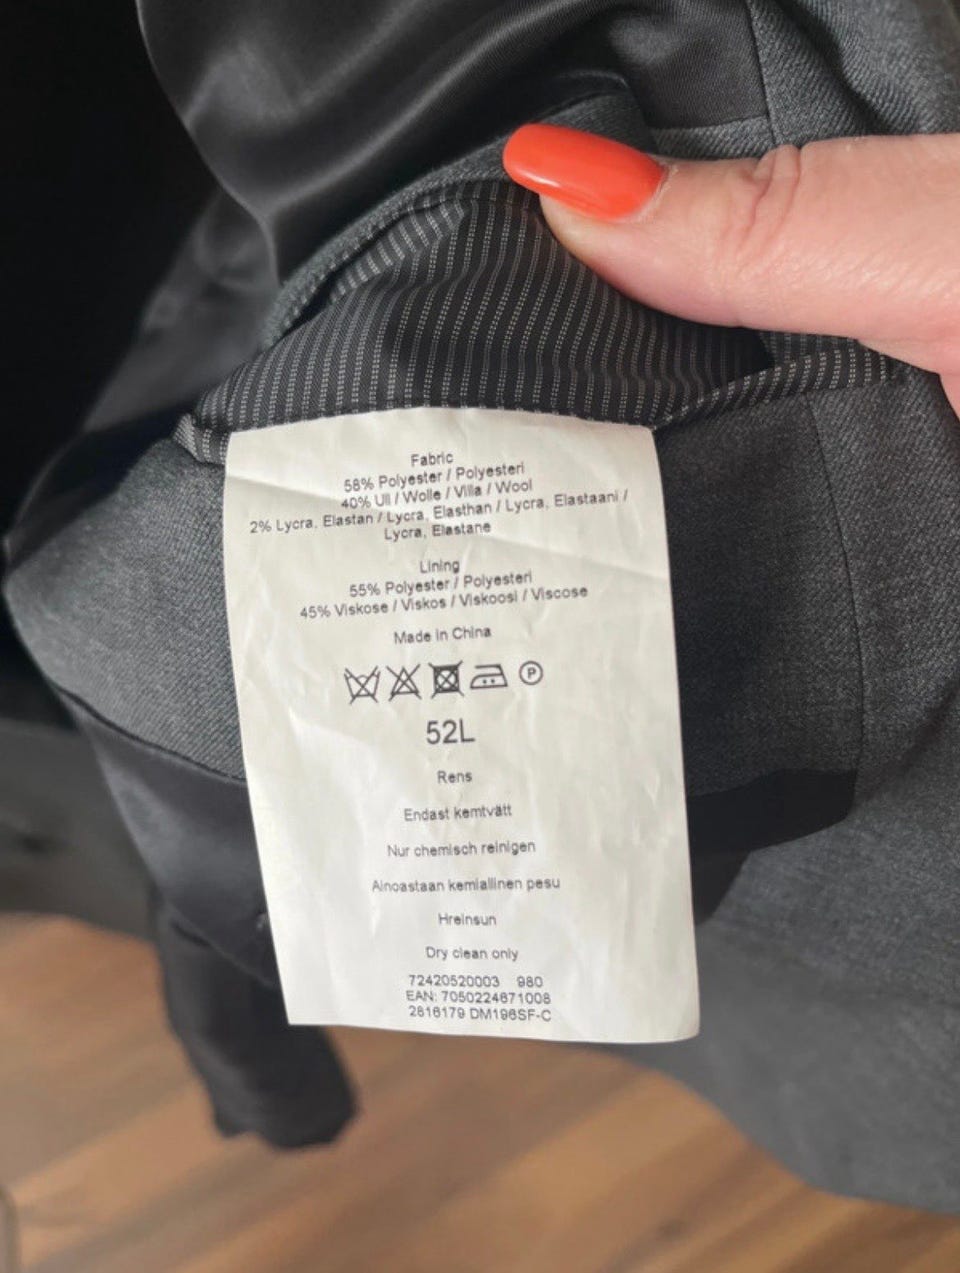 Fabric
58% Polyester / Polyesteri
40% Ull / Wolle / Villa / Wool
2% Lycra, Elastan / Lycra, Elasthan / Lycra, Elastaani /
Lycra, Elastane
Lining
55% Polyester / Polyesteri
45% Viskose / Viskos / Viskoosi / Viscose
Made in China
P
52L
Rens
Endast kemtvätt
Nur chemisch reinigen
Ainoastaan kemiallinen pesu
Hreinsun
Dry clean only
72420520003 980
EAN: 7050224671008
2816179 DM196SF-C